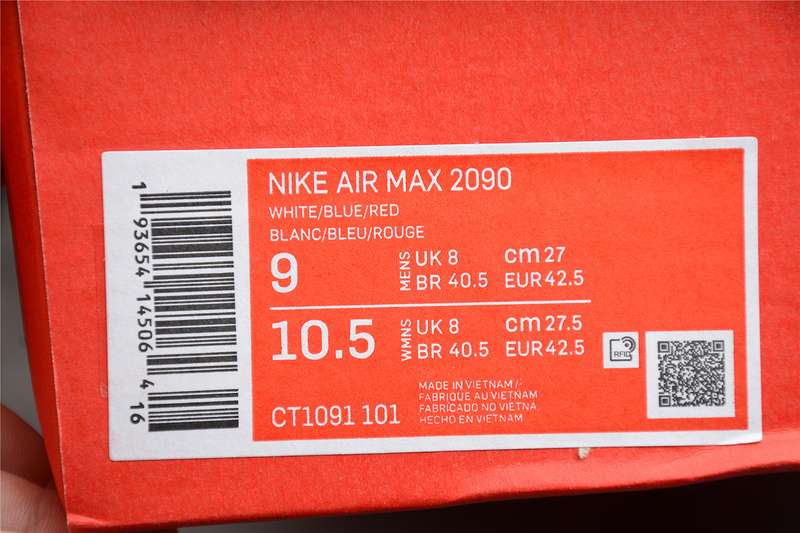 NIKE AIR MAX 2090
WHITE/BLUE/RED
BLANC/BLEU/ROUGE
9 MENS UK 8 cm 27
BR 40.5 EUR 42.5
10.5 WMNS UK 8 cm 27.5
BR 40.5 EUR 42.5
RFID
CT1091 101
MADE IN VIETNAM /-
FABRIQUE AU VIETNAM
FABRICADO NO VIETNA
HECHO EN VIETNAM
1 93654 14506 4 16